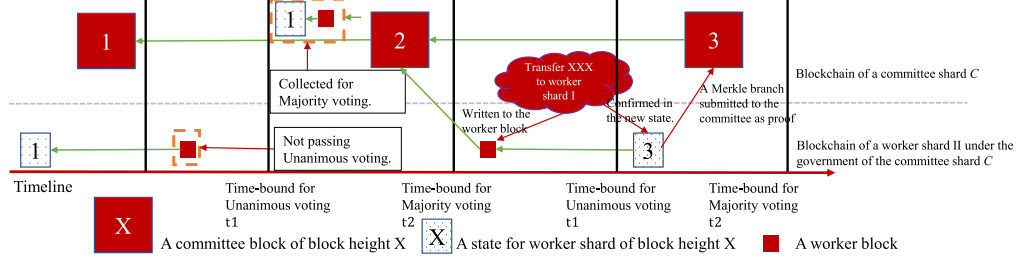 1
1
2
3
Transfer XXX
to worker
shard I
Blockchain of a committee shard C
Collected for
Majority voting.
A Merkle branch
submitted to the
committee as proof
Confirmed in
the new state.
Written to the
worker block
Not passing
Unanimous voting.
1
3
Blockchain of a worker shard II under the
government of the committee shard C
Timeline
Time-bound for
Unanimous voting
t1
Time-bound for
Majority voting
t2
Time-bound for
Unanimous voting
t1
Time-bound for
Majority voting
t2
X
A committee block of block height X
X
A state for worker shard of block height X
A worker block